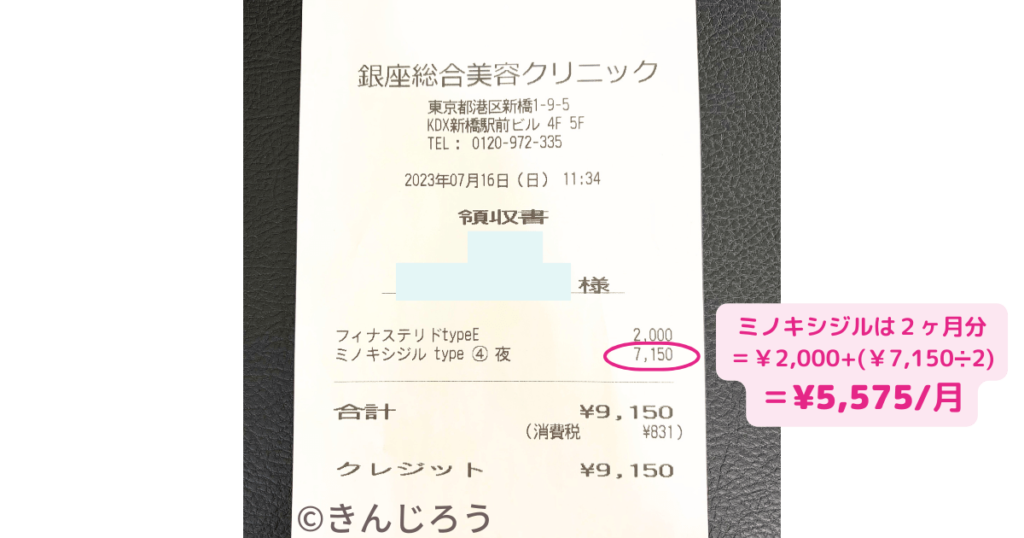 銀座総合美容クリニック
東京都港区新橋1-9-5
KDX新橋駅前ビル 4F 5F
TEL： 0120-972-335
2023年07月16日（日） 11:34
領収書
様
フィナステリドtypeE 2,000
ミノキシジル type ④ 夜 7,150
合計 ¥9,150
（消費税 ¥831）
クレジット ¥9,150
©きんじろう
ミノキシジルは２ヶ月分
＝￥2,000+(￥7,150÷2)
＝¥5,575/月